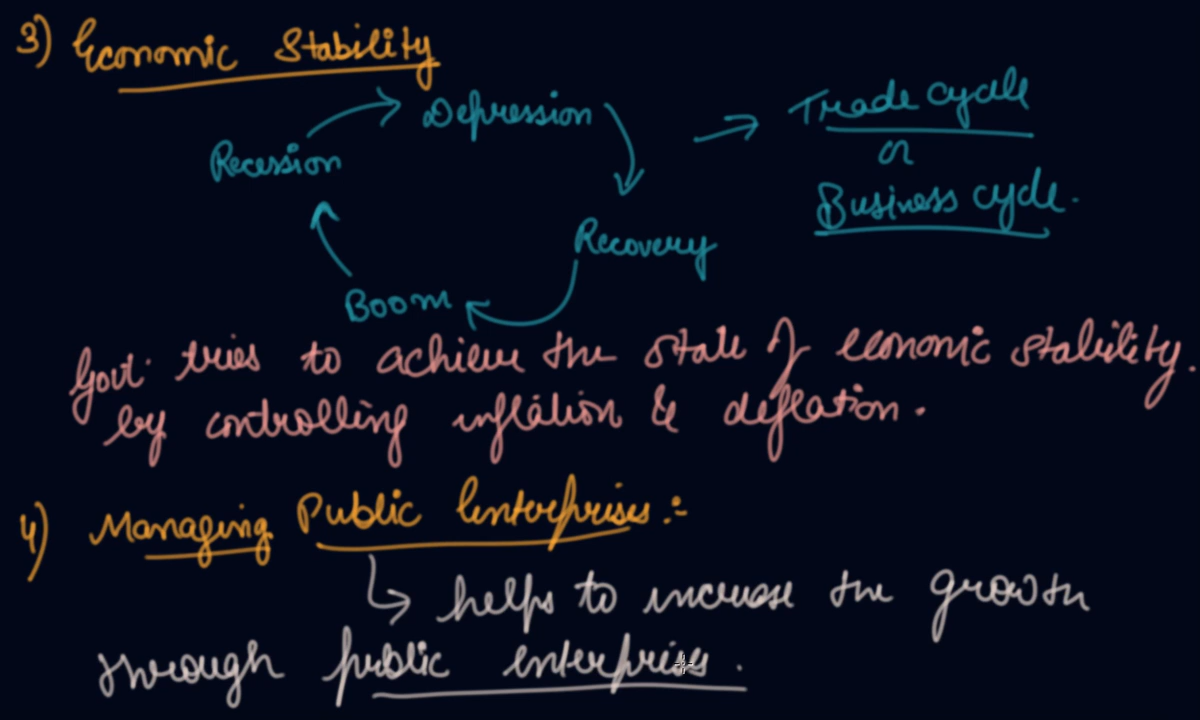 3) Economic Stability
Depression → Trade cycle
Recession or
Business cycle.
Recovery
Boom
Govt. tries to achieve the state of economic stability.
by controlling inflation & deflation.
4) Managing Public Enterprises :-
↳ helps to increase the growth
through public enterprises.